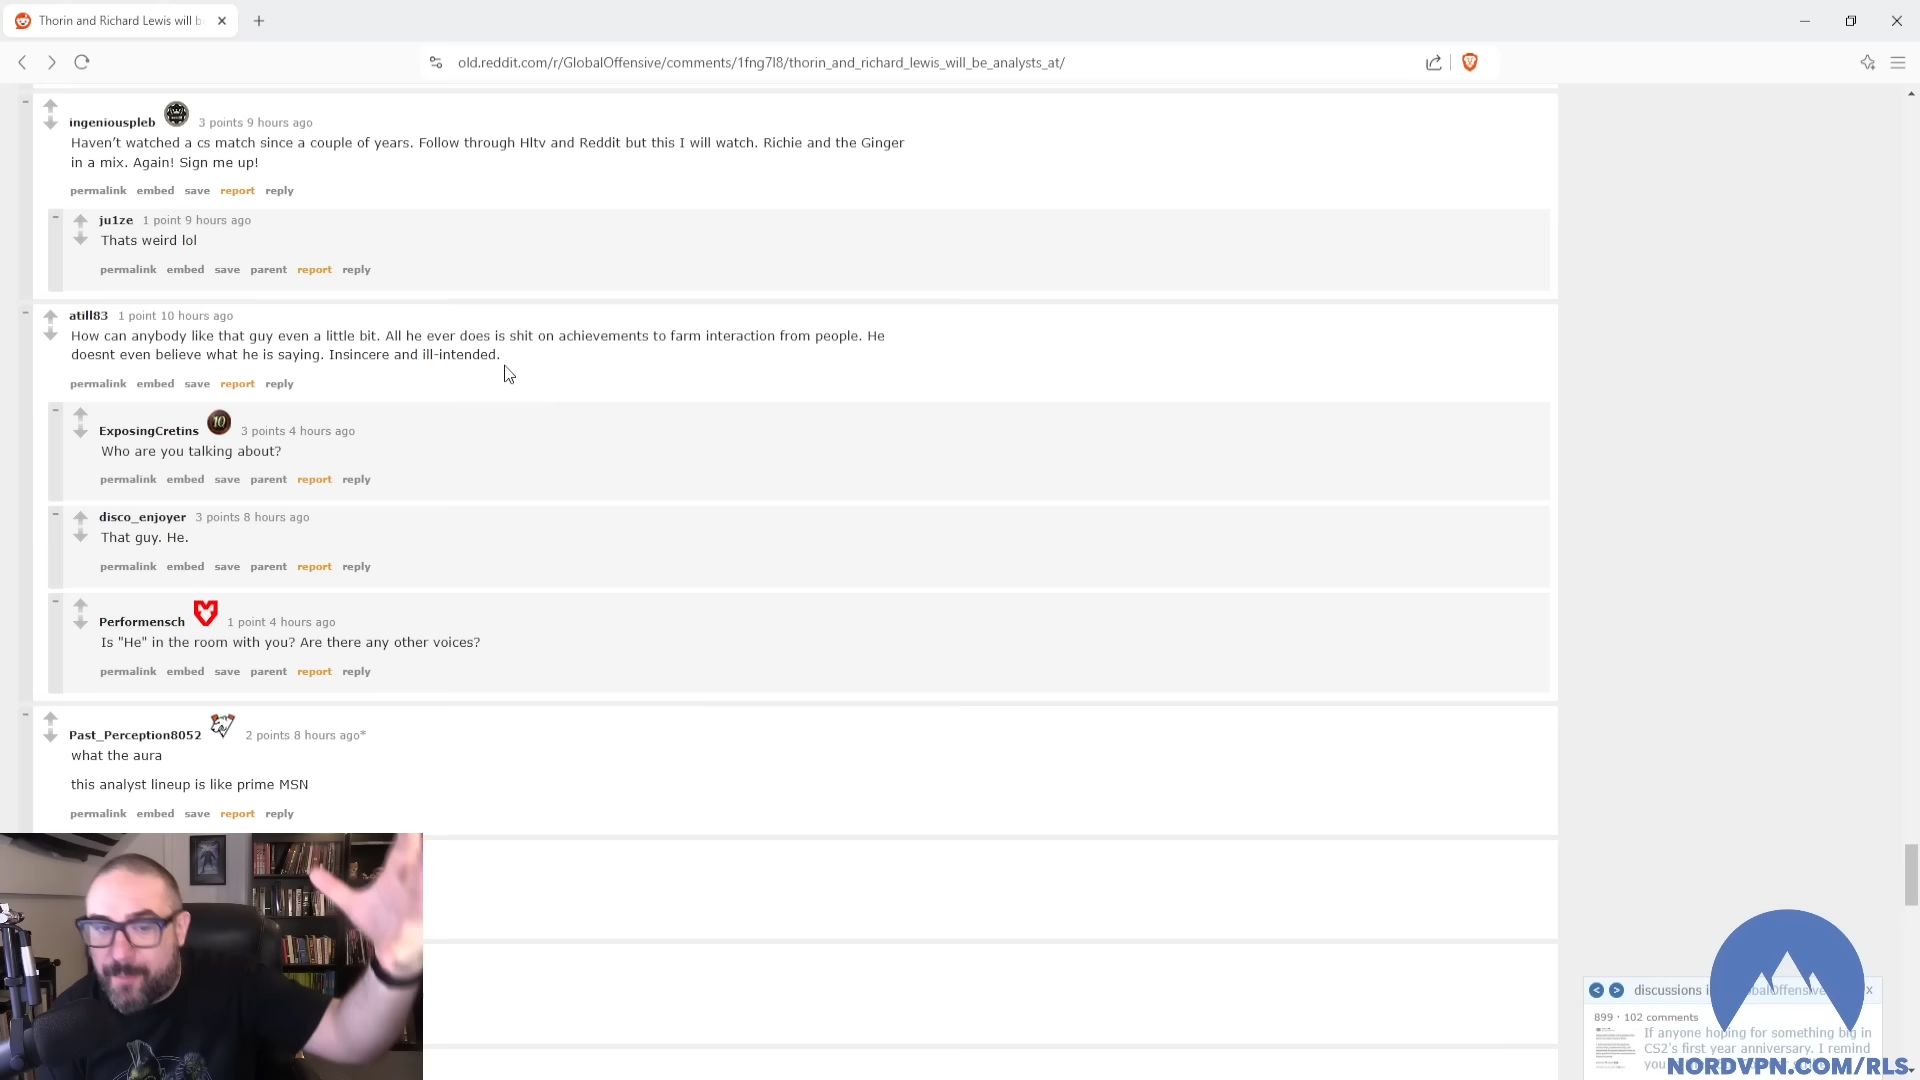 Thorin and Richard Lewis will b
old.reddit.com/r/GlobalOffensive/comments/1fng7l8/thorin_and_richard_lewis_will_be_analysts_at/
ingeniouspleb 3 points 9 hours ago
Haven’t watched a cs match since a couple of years. Follow through Hltv and Reddit but this I will watch. Richie and the Ginger
in a mix. Again! Sign me up!
permalink embed save report reply
ju1ze 1 point 9 hours ago
Thats weird lol
permalink embed save parent report reply
atill83 1 point 10 hours ago
How can anybody like that guy even a little bit. All he ever does is shit on achievements to farm interaction from people. He
doesnt even believe what he is saying. Insincere and ill-intended.
permalink embed save report reply
ExposingCretins 10 3 points 4 hours ago
Who are you talking about?
permalink embed save parent report reply
disco_enjoyer 3 points 8 hours ago
That guy. He.
permalink embed save parent report reply
Performensch 1 point 4 hours ago
Is "He" in the room with you? Are there any other voices?
permalink embed save parent report reply
Past_Perception8052 2 points 8 hours ago*
what the aura
this analyst lineup is like prime MSN
permalink embed save report reply
< > discussions i balOffensive x
899 · 102 comments
If anyone hoping for something big in
CS2's first year anniversary. I remind
you
NORDVPN.COM/RLS